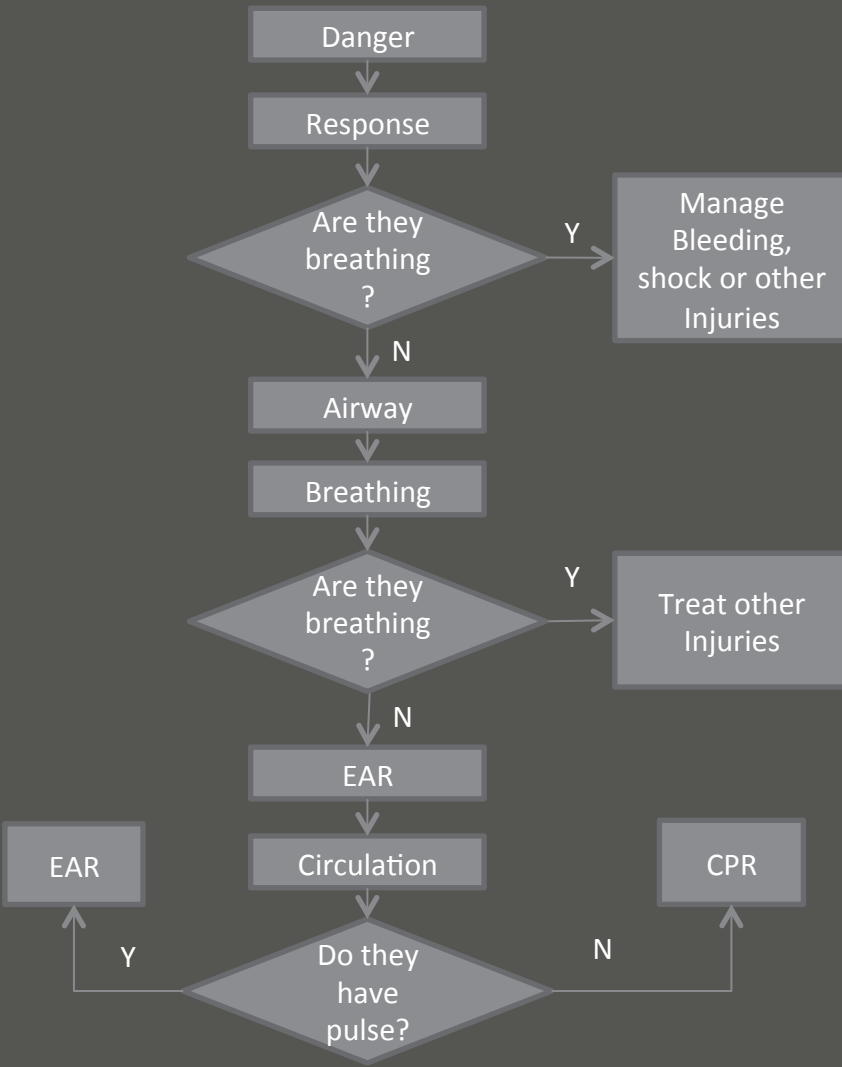 Danger
Response
Are they
breathing
?
Y
Manage
Bleeding,
shock or other
Injuries
N
Airway
Breathing
Are they
breathing
?
Y
Treat other
Injuries
N
EAR
Circulation
EAR
CPR
Y
Do they
have
pulse?
N